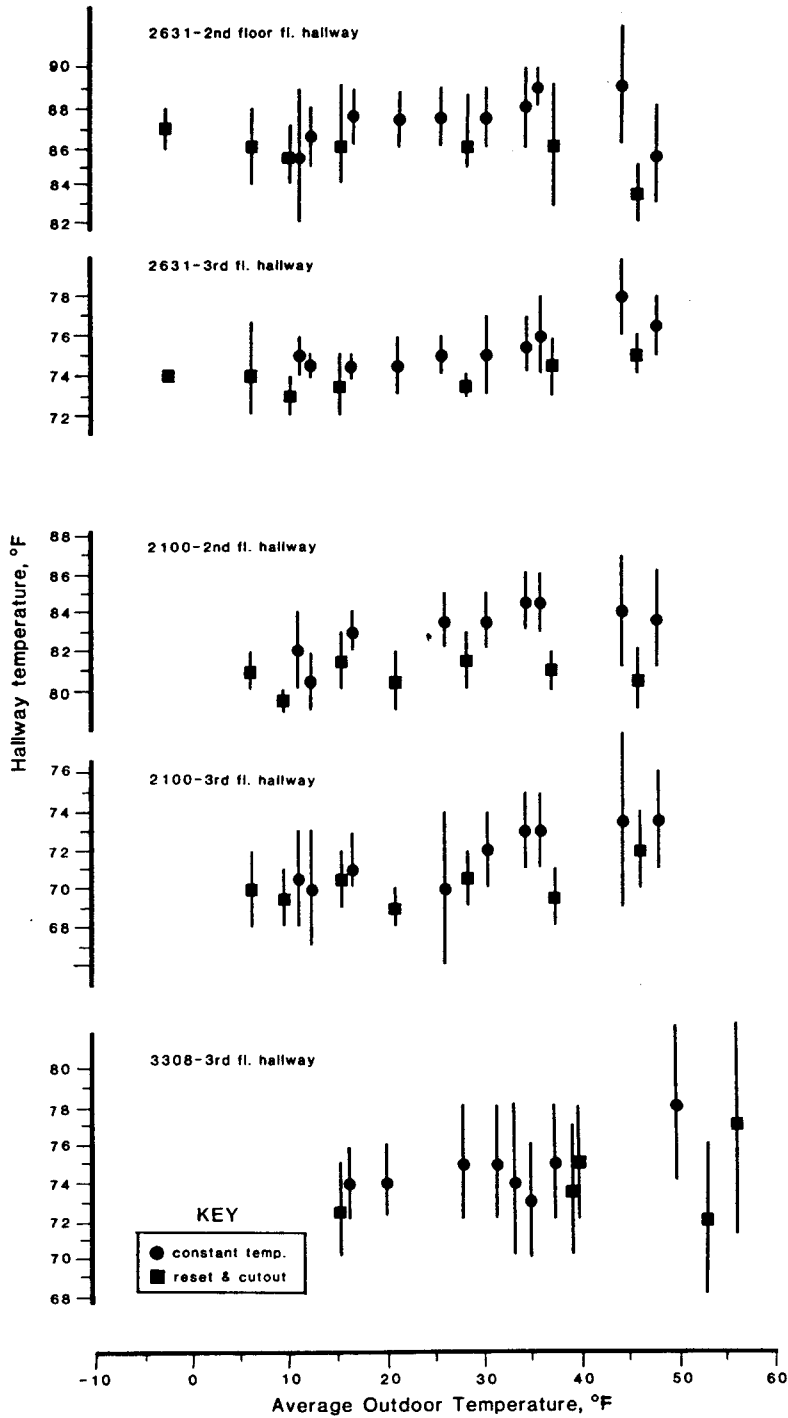 2631-2nd floor fl. hallway
90
88
86
84
82
2631-3rd fl. hallway
78
76
74
72
Hallway temperature, °F
2100-2nd fl. hallway
88
86
84
82
80
2100-3rd fl. hallway
76
74
72
70
68
3308-3rd fl. hallway
80
78
76
74
72
70
68
KEY
constant temp.
reset & cutout
-10 0 10 20 30 40 50 60
Average Outdoor Temperature, °F